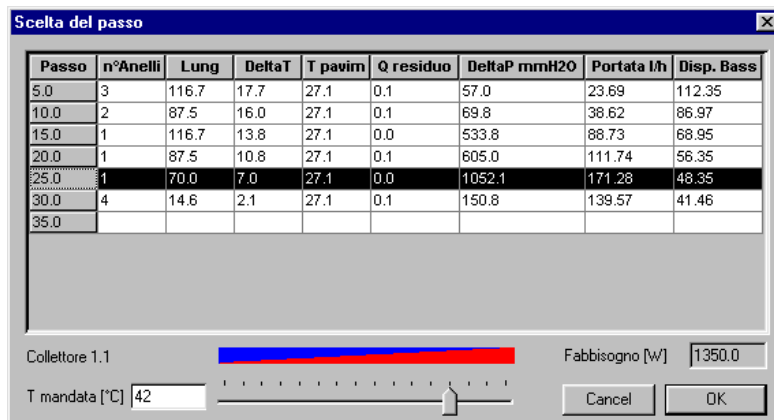 Scelta del passo
Passo n°Anelli Lung DeltaT T pavim Q residuo DeltaP mmH2O Portata l/h Disp. Bass
5.0 3 116.7 17.7 27.1 0.1 57.0 23.69 112.35
10.0 2 87.5 16.0 27.1 0.1 69.8 38.62 86.97
15.0 1 116.7 13.8 27.1 0.0 533.8 88.73 68.95
20.0 1 87.5 10.8 27.1 0.1 605.0 111.74 56.35
25.0 1 70.0 7.0 27.1 0.0 1052.1 171.28 48.35
30.0 4 14.6 2.1 27.1 0.1 150.8 139.57 41.46
35.0
Collettore 1.1 Fabbisogno [W] 1350.0
T mandata [°C] 42 Cancel OK